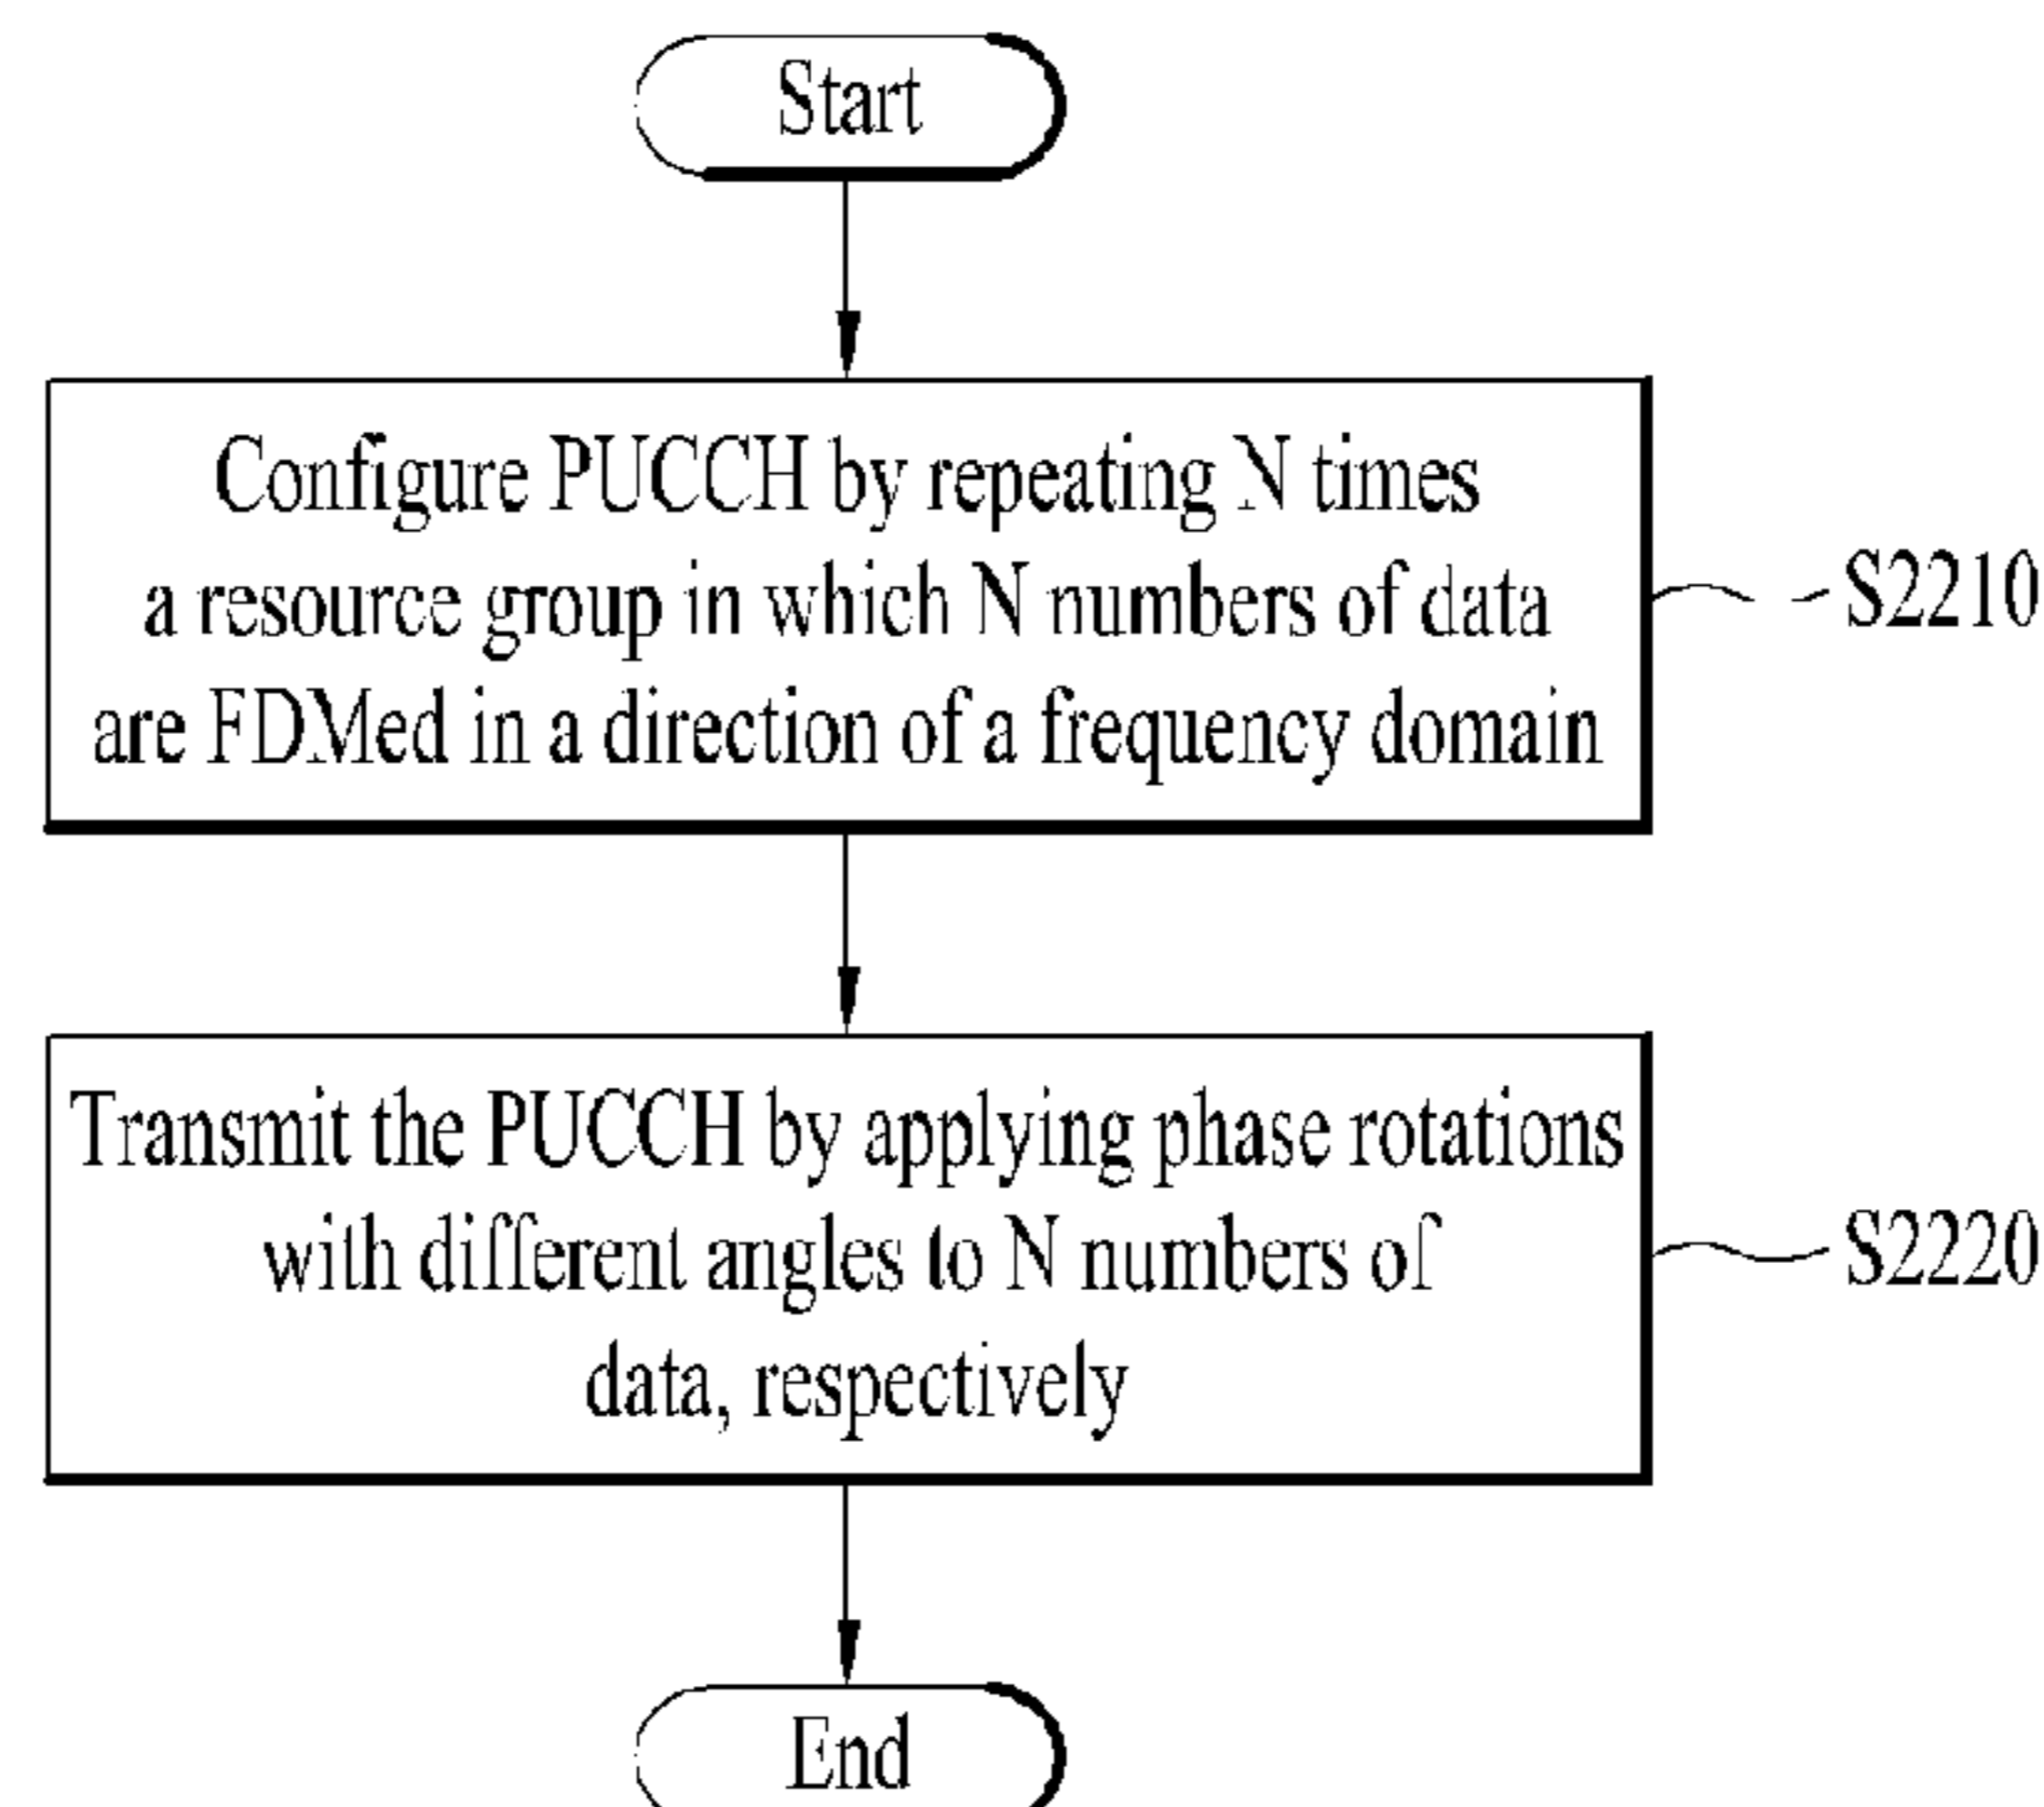 Start
Configure PUCCH by repeating N times
a resource group in which N numbers of data
are FDMed in a direction of a frequency domain
S2210
Transmit the PUCCH by applying phase rotations
with different angles to N numbers of
data, respectively
S2220
End